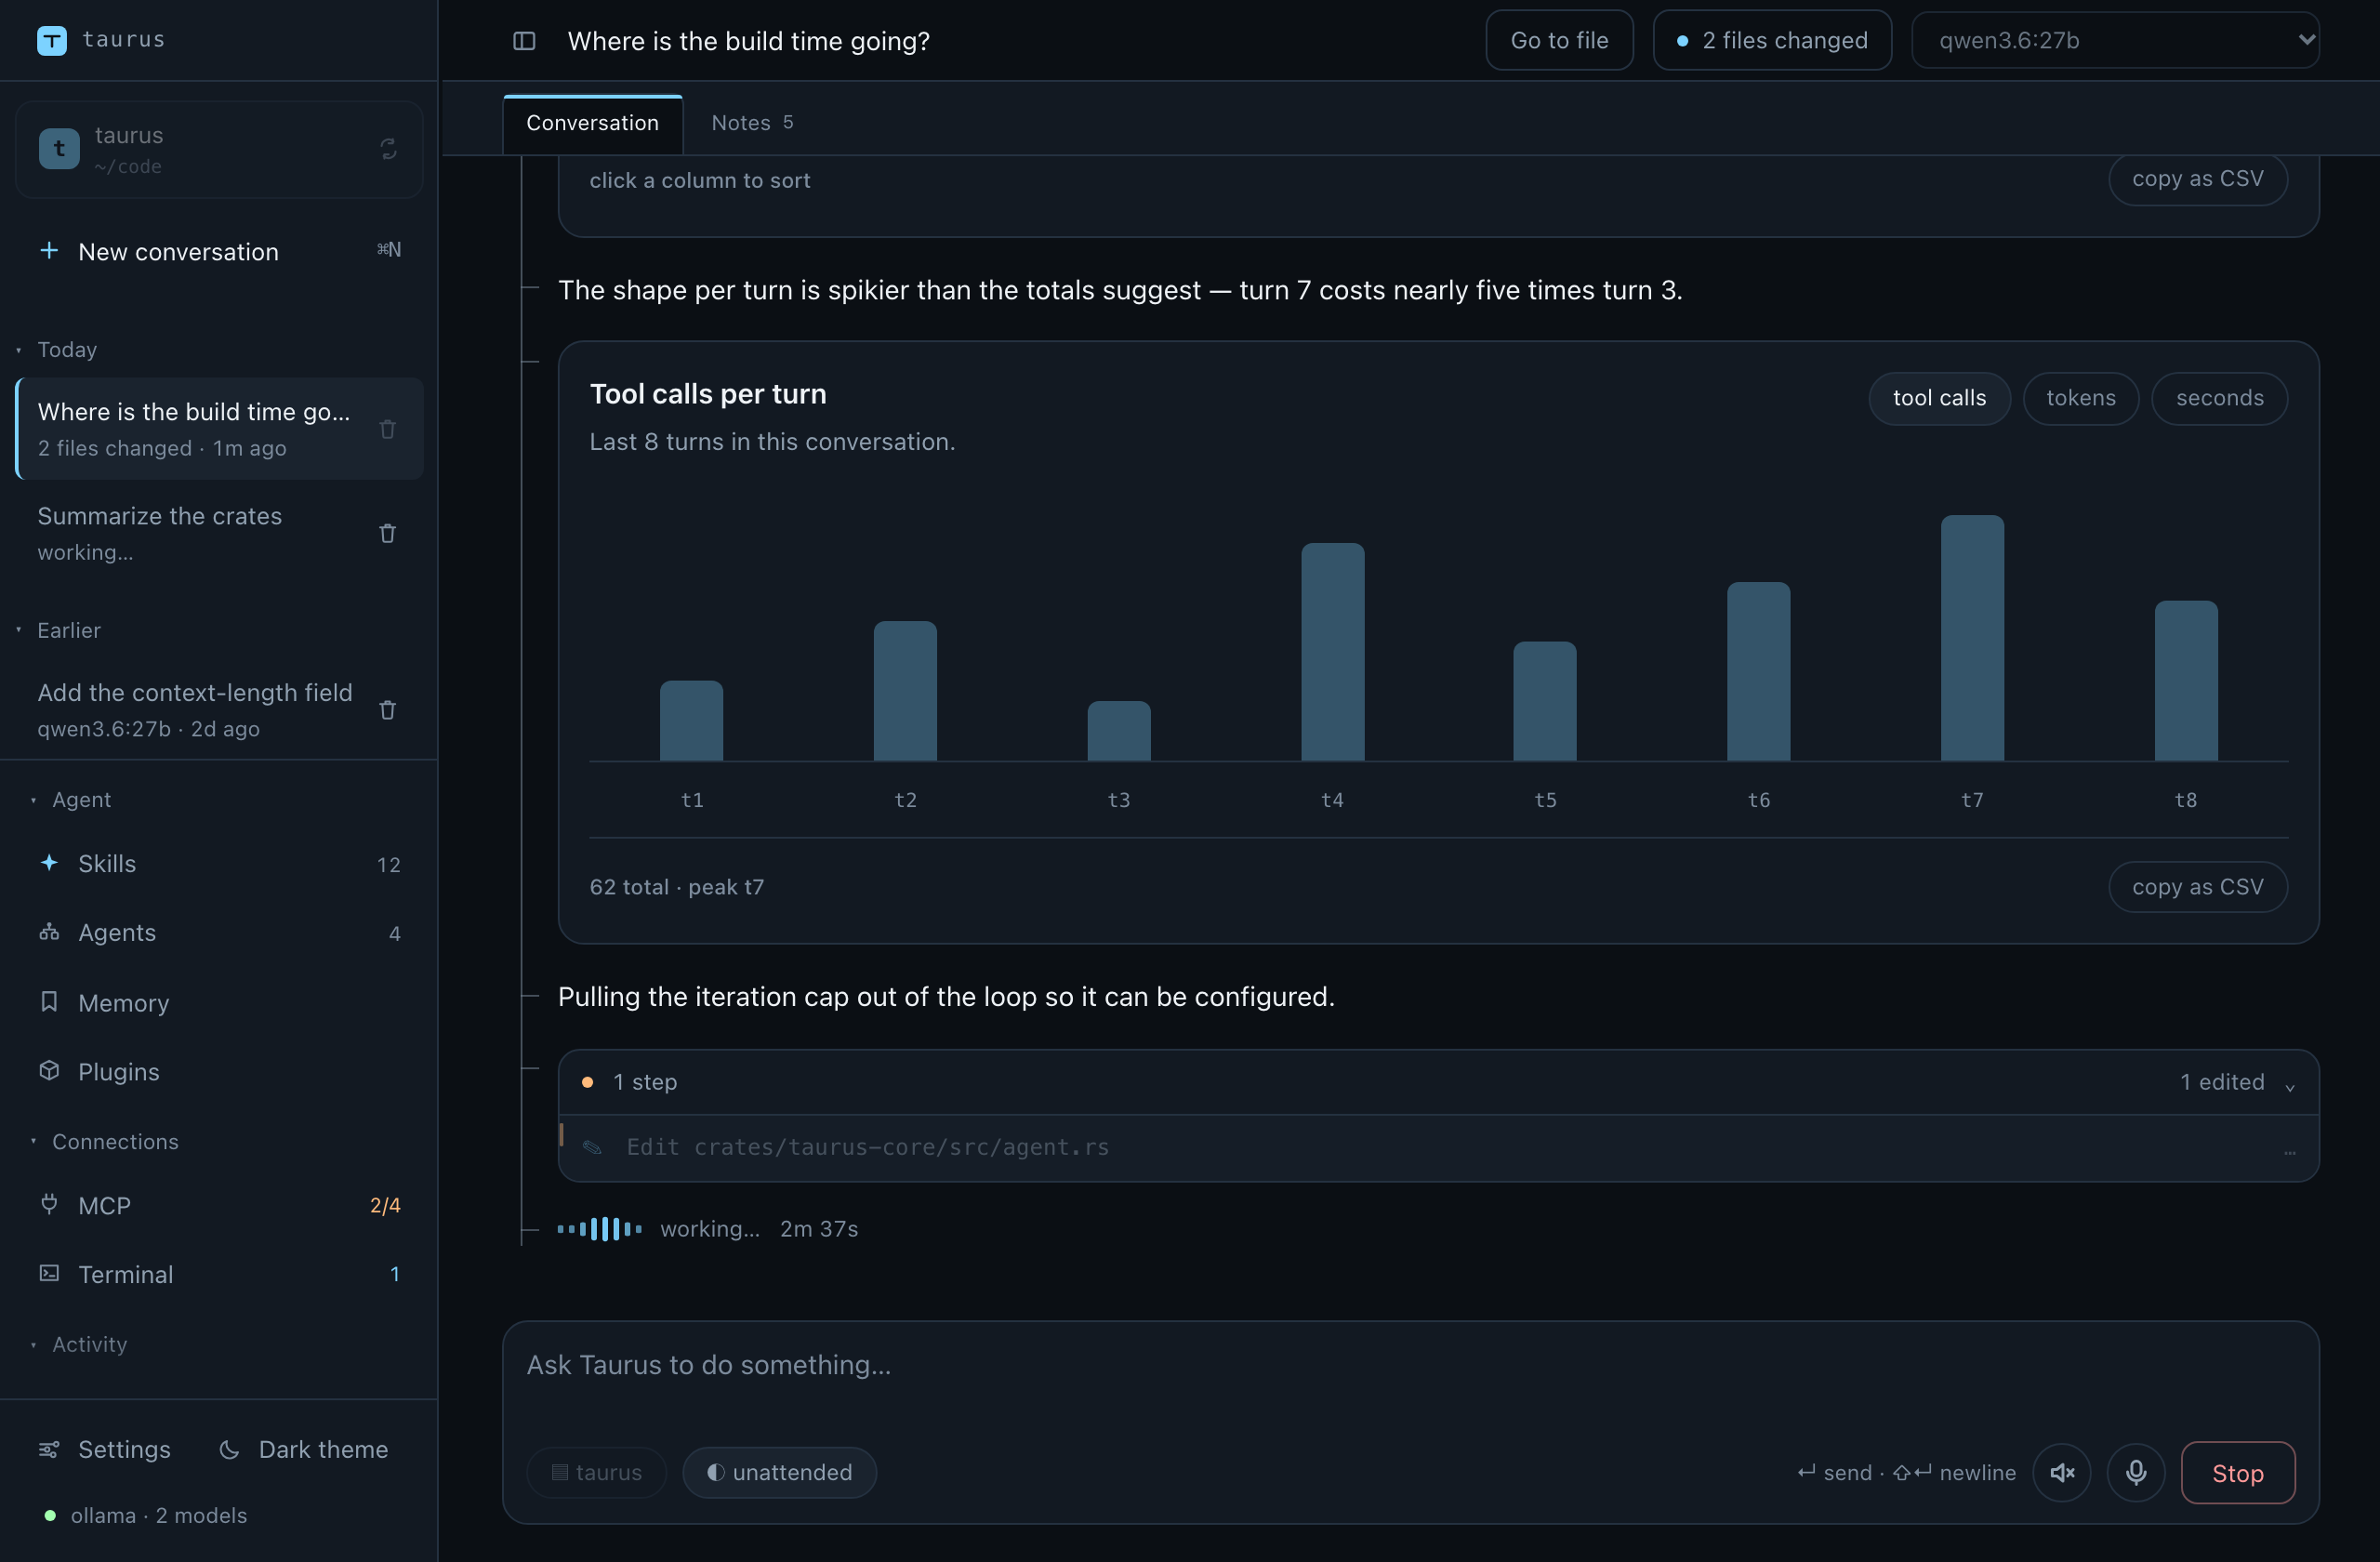 taurus
t
taurus
~/code
New conversation ⌘N
Today
Where is the build time go...
2 files changed · 1m ago
Summarize the crates
working...
Earlier
Add the context-length field
qwen3.6:27b · 2d ago
Agent
Skills 12
Agents 4
Memory
Plugins
Connections
MCP 2/4
Terminal 1
Activity
Settings
Dark theme
ollama · 2 models
Where is the build time going?
Go to file
2 files changed
qwen3.6:27b
Conversation
Notes 5
click a column to sort
copy as CSV
The shape per turn is spikier than the totals suggest — turn 7 costs nearly five times turn 3.
Tool calls per turn
tool calls
tokens
seconds
Last 8 turns in this conversation.
t1 t2 t3 t4 t5 t6 t7 t8
62 total · peak t7
copy as CSV
Pulling the iteration cap out of the loop so it can be configured.
1 step
1 edited
Edit crates/taurus-core/src/agent.rs …
working... 2m 37s
Ask Taurus to do something...
taurus
unattended
↵ send · ⇧↵ newline
Stop